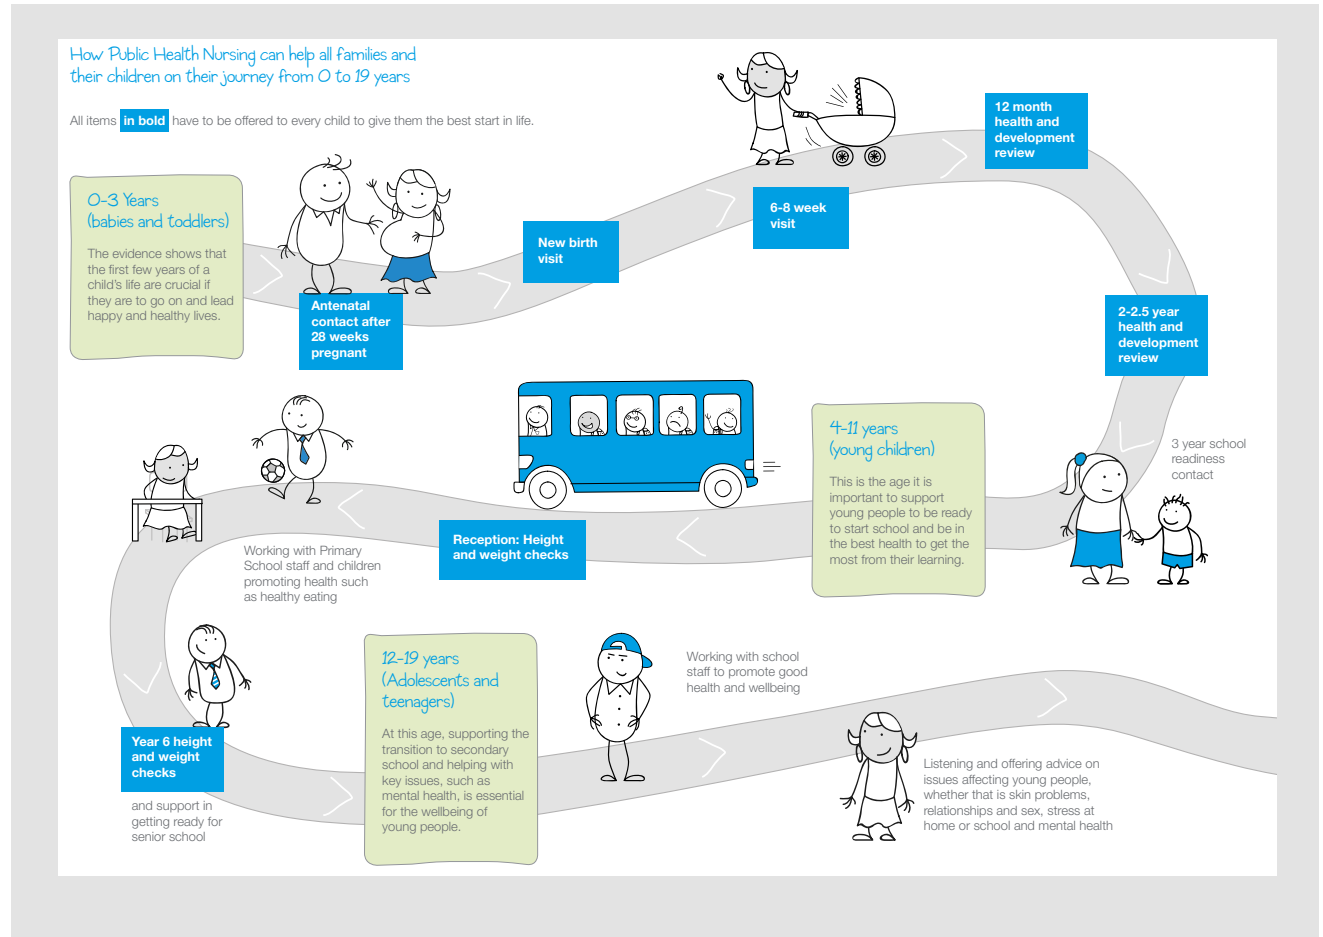 How Public Health Nursing can help all families and
their children on their journey from 0 to 19 years
All items in bold have to be offered to every child to give them the best start in life.
0-3 Years
(babies and toddlers)
The evidence shows that
the first few years of a
child's life are crucial if
they are to go on and lead
happy and healthy lives.
Antenatal
contact after
28 weeks
pregnant
New birth
visit
6-8 week
visit
12 month
health and
development
review
2-2.5 year
health and
development
review
3 year school
readiness
contact
4-11 years
(young children)
This is the age it is
important to support
young people to be ready
to start school and be in
the best health to get the
most from their learning.
Reception: Height
and weight checks
Working with Primary
School staff and children
promoting health such
as healthy eating
Year 6 height
and weight
checks
and support in
getting ready for
senior school
12-19 years
(Adolescents and
teenagers)
At this age, supporting the
transition to secondary
school and helping with
key issues, such as
mental health, is essential
for the wellbeing of
young people.
Working with school
staff to promote good
health and wellbeing
Listening and offering advice on
issues affecting young people,
whether that is skin problems,
relationships and sex, stress at
home or school and mental health